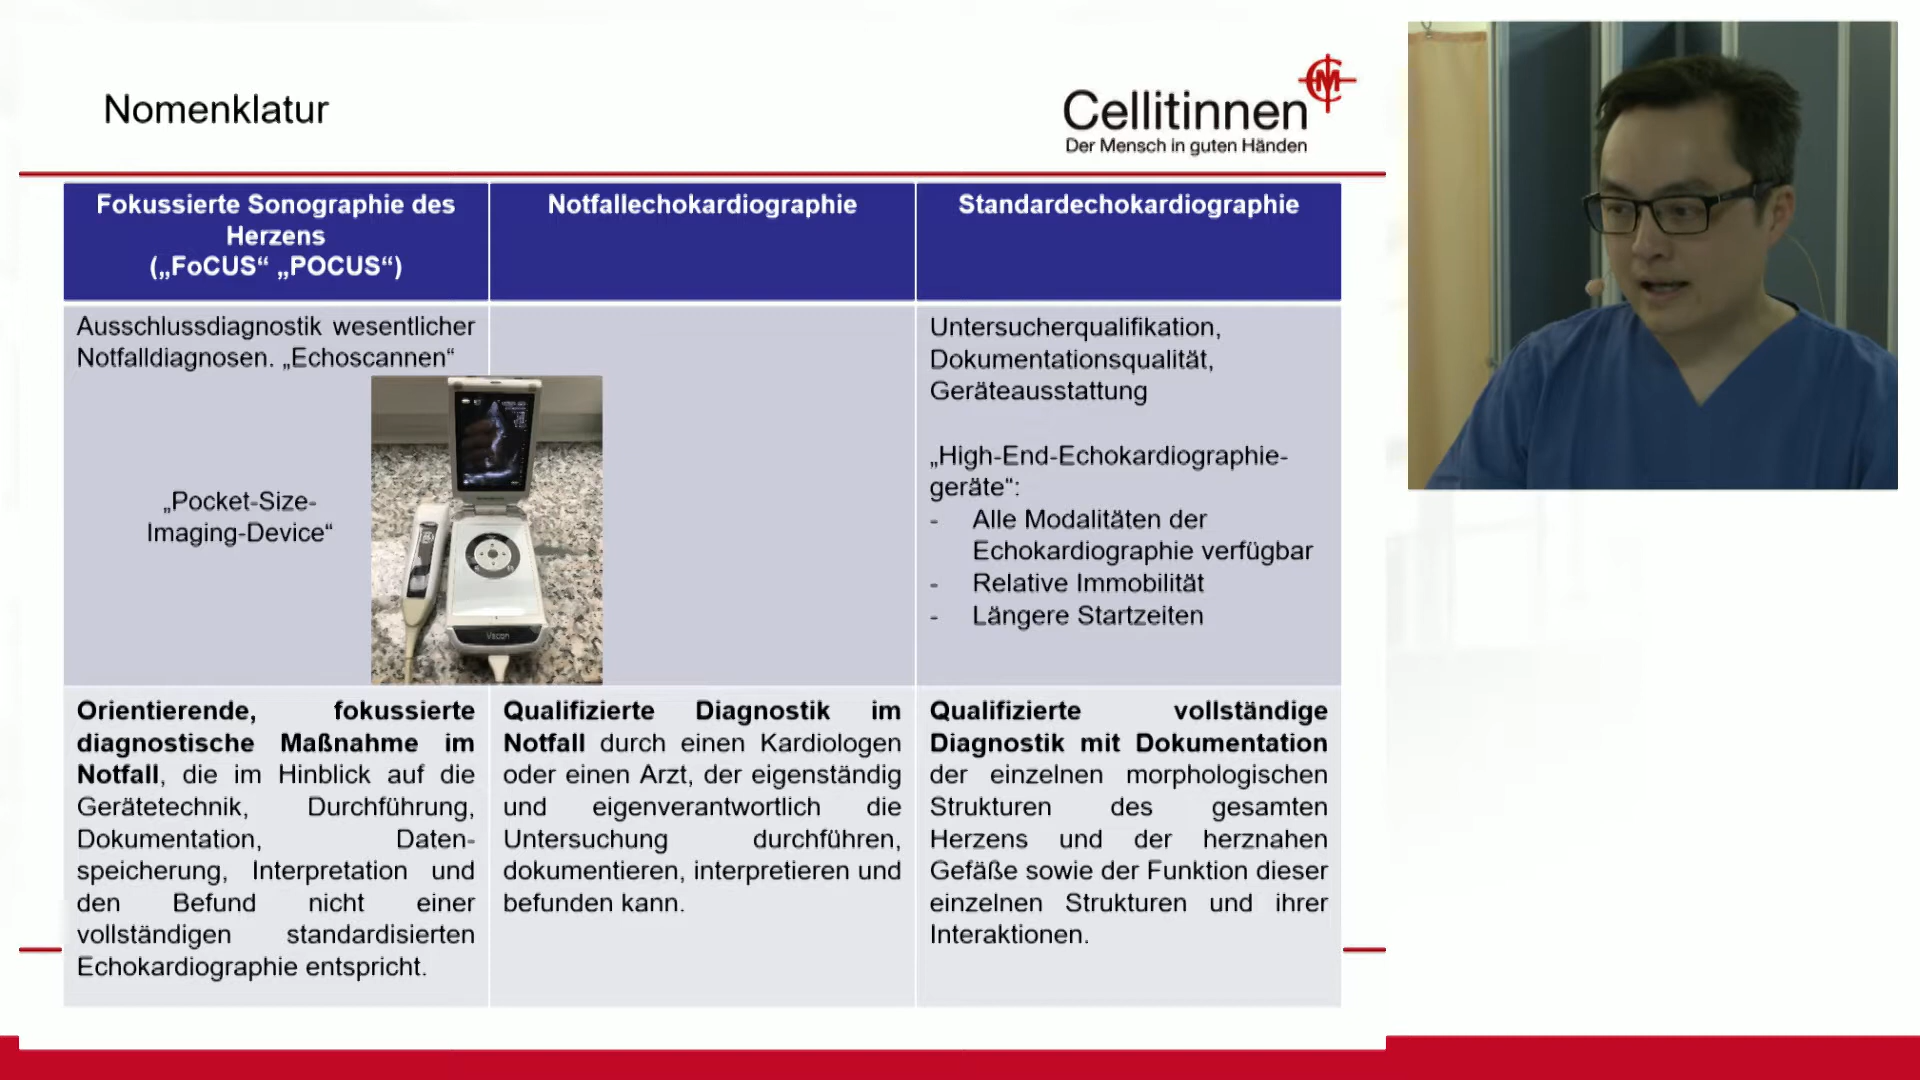 Nomenklatur
Cellitinnen
Der Mensch in guten Händen
Fokussierte Sonographie des
Herzens
(„FoCUS“ „POCUS“)
Notfallechokardiographie
Standardechokardiographie
Ausschlussdiagnostik wesentlicher
Notfalldiagnosen. „Echoscannen“
„Pocket-Size-
Imaging-Device“
Vscan
Untersucherqualifikation,
Dokumentationsqualität,
Geräteausstattung
„High-End-Echokardiographie-
geräte“:
- Alle Modalitäten der
Echokardiographie verfügbar
- Relative Immobilität
- Längere Startzeiten
Orientierende, fokussierte
diagnostische Maßnahme im
Notfall, die im Hinblick auf die
Gerätetechnik, Durchführung,
Dokumentation, Daten-
speicherung, Interpretation und
den Befund nicht einer
vollständigen standardisierten
Echokardiographie entspricht.
Qualifizierte Diagnostik im
Notfall durch einen Kardiologen
oder einen Arzt, der eigenständig
und eigenverantwortlich die
Untersuchung durchführen,
dokumentieren, interpretieren und
befunden kann.
Qualifizierte vollständige
Diagnostik mit Dokumentation
der einzelnen morphologischen
Strukturen des gesamten
Herzens und der herznahen
Gefäße sowie der Funktion dieser
einzelnen Strukturen und ihrer
Interaktionen.